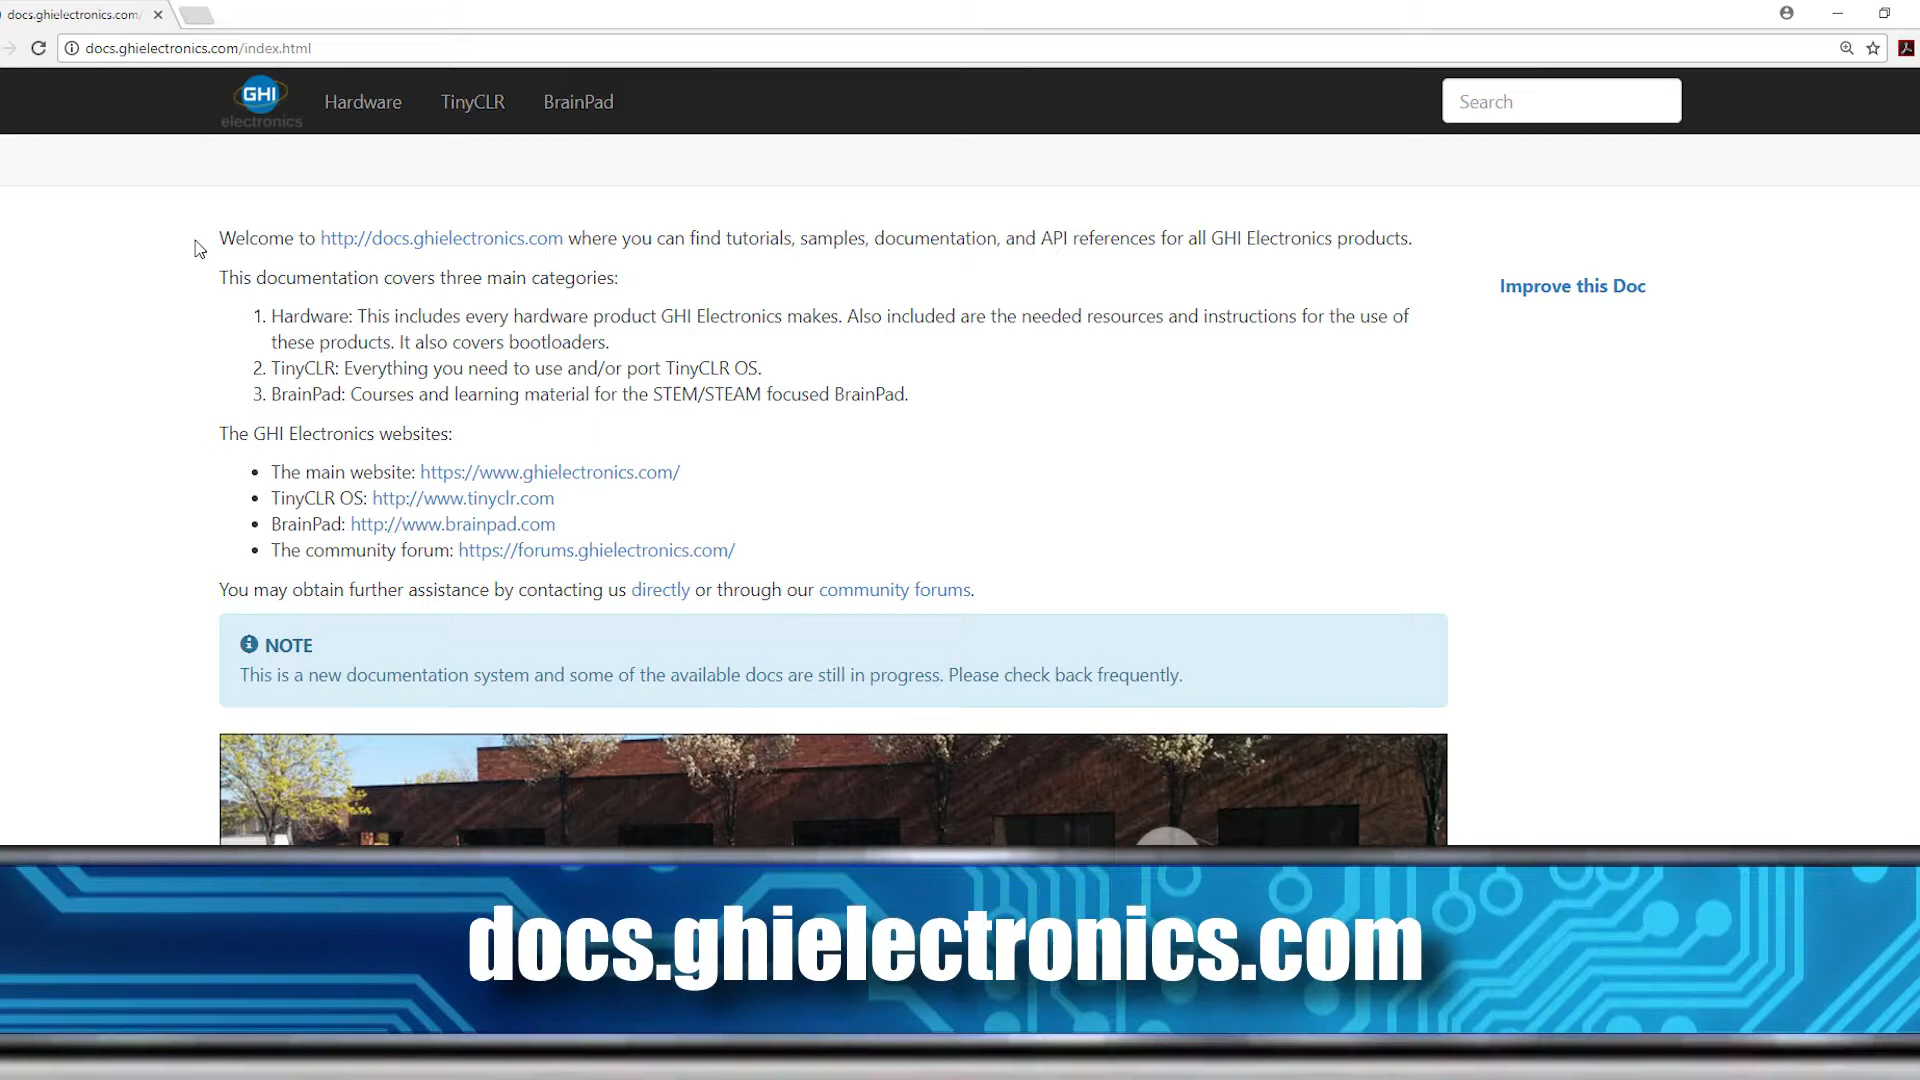 docs.ghielectronics.com/
docs.ghielectronics.com/index.html
GHI
electronics
Hardware
TinyCLR
BrainPad
Search
Welcome to http://docs.ghielectronics.com where you can find tutorials, samples, documentation, and API references for all GHI Electronics products.
This documentation covers three main categories:
Improve this Doc
1. Hardware: This includes every hardware product GHI Electronics makes. Also included are the needed resources and instructions for the use of
these products. It also covers bootloaders.
2. TinyCLR: Everything you need to use and/or port TinyCLR OS.
3. BrainPad: Courses and learning material for the STEM/STEAM focused BrainPad.
The GHI Electronics websites:
• The main website: https://www.ghielectronics.com/
• TinyCLR OS: http://www.tinyclr.com
• BrainPad: http://www.brainpad.com
• The community forum: https://forums.ghielectronics.com/
You may obtain further assistance by contacting us directly or through our community forums.
NOTE
This is a new documentation system and some of the available docs are still in progress. Please check back frequently.
docs.ghielectronics.com